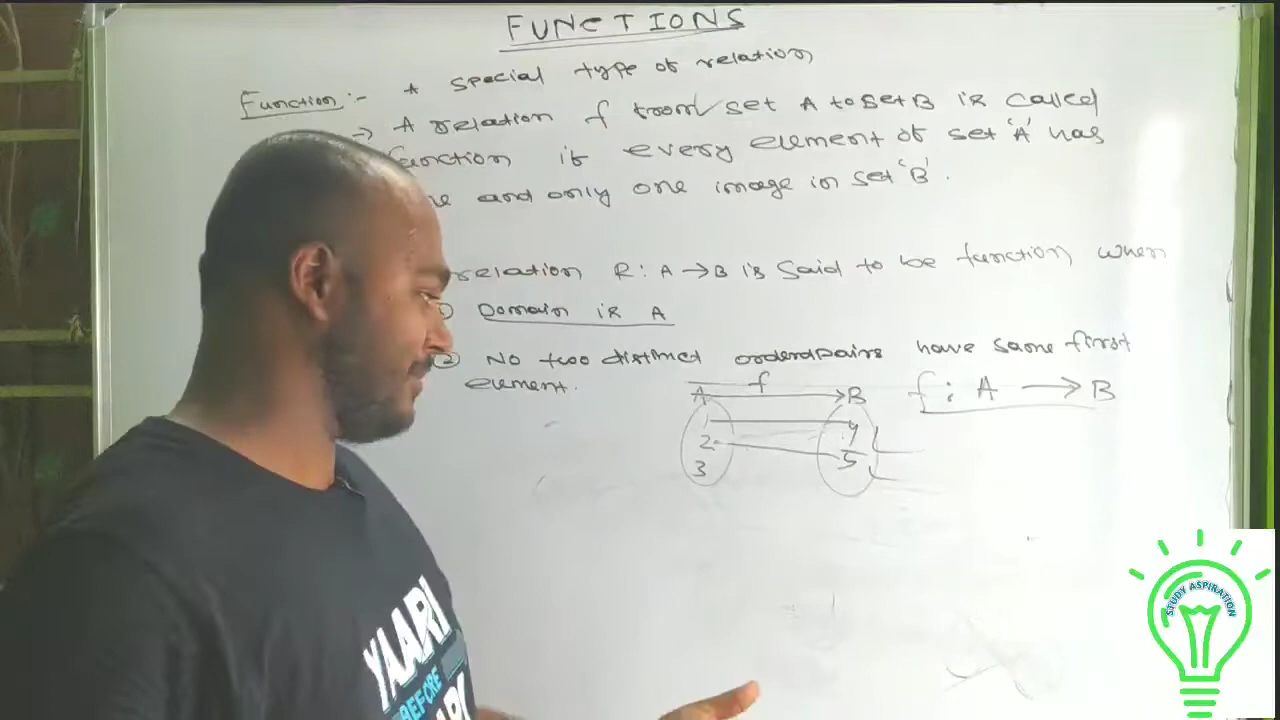 FUNCTIONS
Function :- * special type of relation
→ A relation f from set A to set B is called
function if every element of set 'A' has
and only one image in set 'B'.
relation R : A → B is said to be function when
Domain is A
② No two distinct orderdpairs have same first
element.
f
A B f : A → B
1 4
2 5
3
STUDY ASPIRATION
YAARI
BEFORE